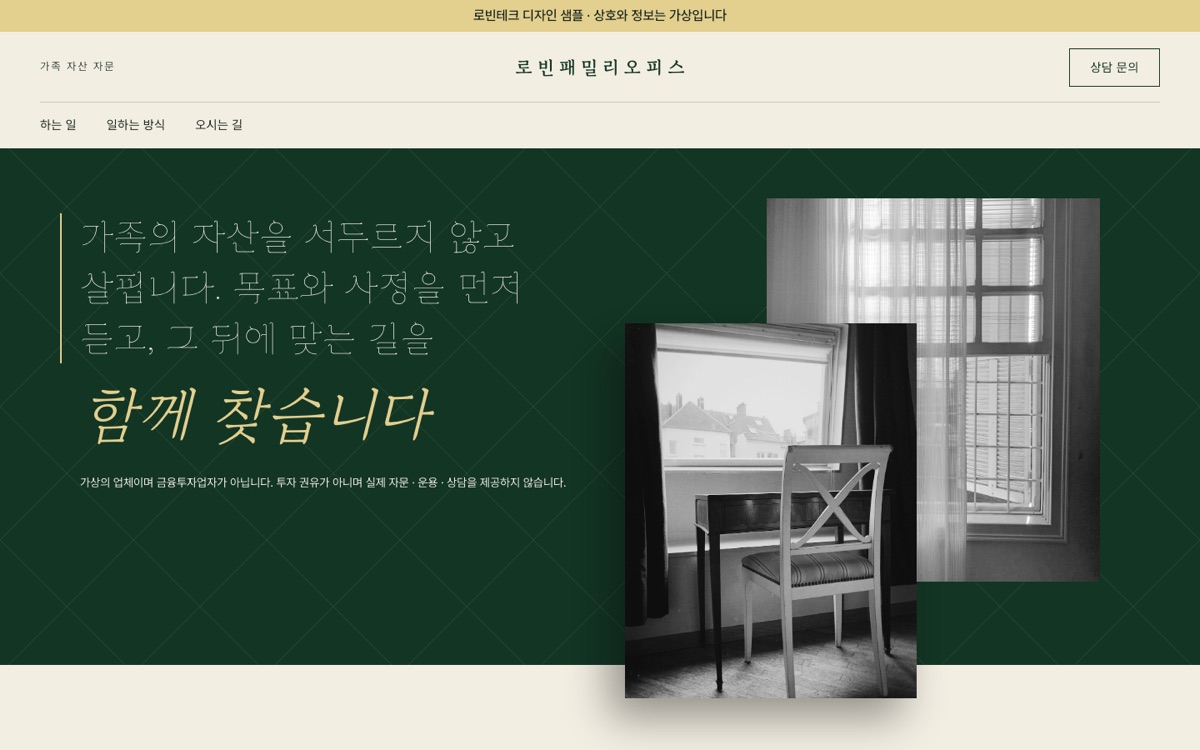 로빈테크 디자인 샘플 · 상호와 정보는 가상입니다
가족 자산 자문
로빈패밀리오피스
상담 문의
하는 일
일하는 방식
오시는 길
가족의 자산을 서두르지 않고
살핍니다. 목표와 사정을 먼저
듣고, 그 뒤에 맞는 길을
함께 찾습니다
가상의 업체이며 금융투자업자가 아닙니다. 투자 권유가 아니며 실제 자문 · 운용 · 상담을 제공하지 않습니다.